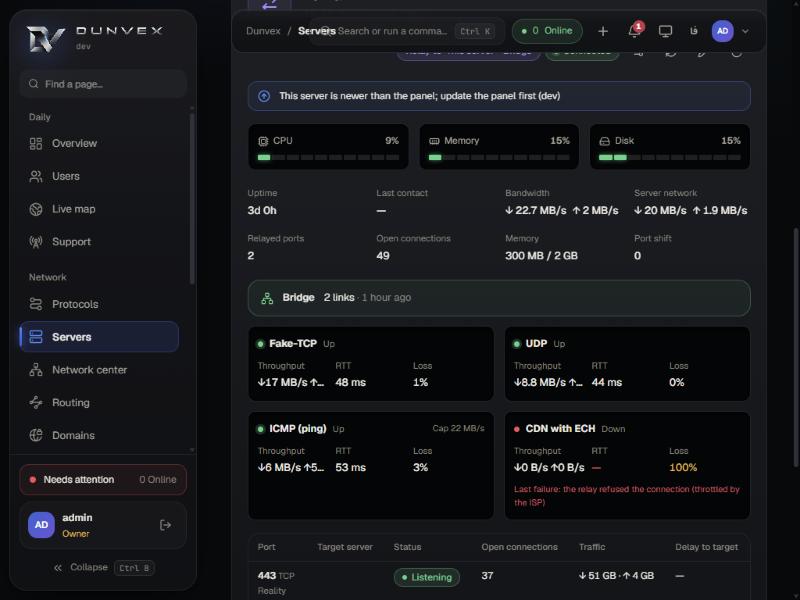 DUNVEX
dev
Find a page...
Daily
Overview
Users
Live map
Support
Network
Protocols
Servers
Network center
Routing
Domains
Needs attention 0 Online
AD admin
Owner
Collapse Ctrl B
Dunvex / Servers Search or run a comma... Ctrl K 0 Online 1 فا AD
This server is newer than the panel; update the panel first (dev)
CPU 9% Memory 15% Disk 15%
Uptime Last contact Bandwidth Server network
3d 0h — ↓ 22.7 MB/s ↑ 2 MB/s ↓ 20 MB/s ↑ 1.9 MB/s
Relayed ports Open connections Memory Port shift
2 49 300 MB / 2 GB 0
Bridge 2 links · 1 hour ago
Fake-TCP Up UDP Up
Throughput RTT Loss Throughput RTT Loss
↓17 MB/s ↑... 48 ms 1% ↓8.8 MB/s ↑... 44 ms 0%
ICMP (ping) Up Cap 22 MB/s CDN with ECH Down
Throughput RTT Loss Throughput RTT Loss
↓6 MB/s ↑5... 53 ms 3% ↓0 B/s ↑0 B/s — 100%
Last failure: the relay refused the connection (throttled by
the ISP)
Port Target server Status Open connections Traffic Delay to target
443 TCP Listening 37 ↓ 51 GB · ↑ 4 GB —
Reality